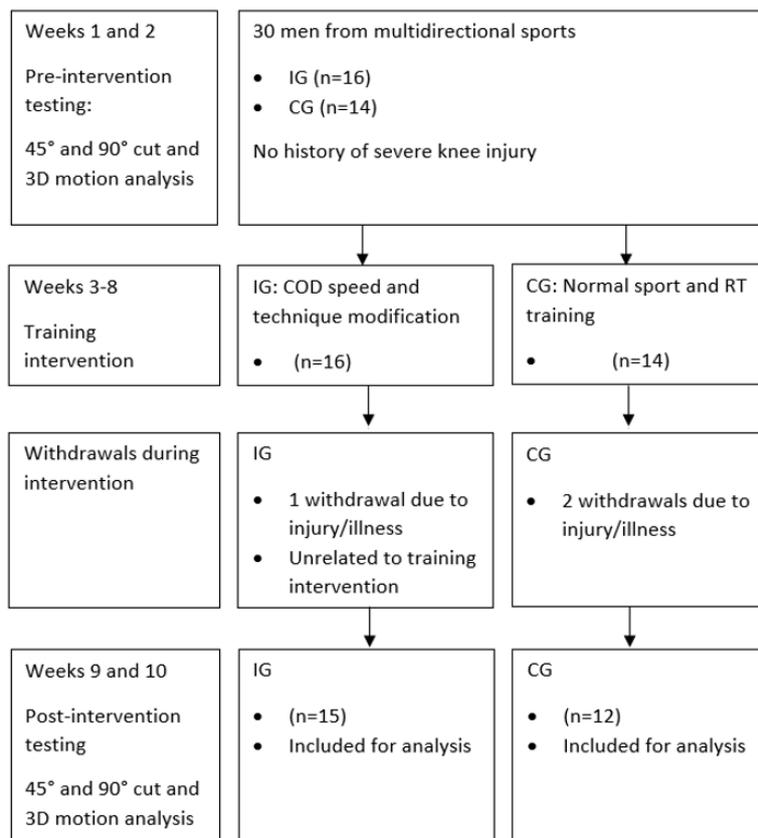 Weeks 1 and 2
Pre-intervention
testing:
45° and 90° cut and
3D motion analysis
30 men from multidirectional sports
• IG (n=16)
• CG (n=14)
No history of severe knee injury
Weeks 3-8
Training
intervention
IG: COD speed and
technique modification
• (n=16)
CG: Normal sport and RT
training
• (n=14)
Withdrawals during
intervention
IG
• 1 withdrawal due to
injury/illness
• Unrelated to training
intervention
CG
• 2 withdrawals due to
injury/illness
Weeks 9 and 10
Post-intervention
testing
45° and 90° cut and
3D motion analysis
IG
• (n=15)
• Included for analysis
CG
• (n=12)
• Included for analysis